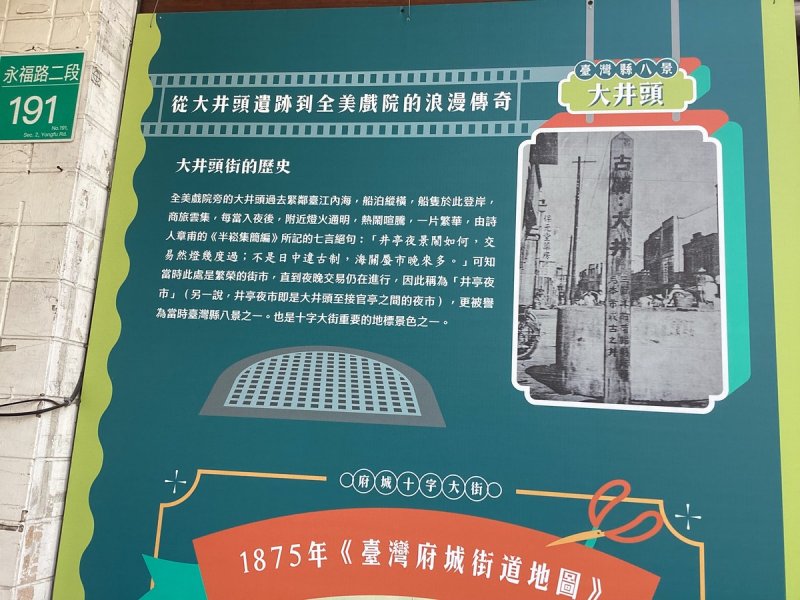 永福路二段
191
No.191,
Sec. 2, Yongfu Rd.
從大井頭遺跡到全美戲院的浪漫傳奇
臺灣縣八景
大井頭
大井頭街的歷史
全美戲院旁的大井頭過去緊鄰臺江內海，船泊縱橫，船隻於此登岸，
商旅雲集，每當入夜後，附近燈火通明，熱鬧喧騰，一片繁華，由詩
人章甫的《半崧集簡編》所記的七言絕句：「井亭夜景鬧如何，交
易然燈幾度過；不是日中違古制，海關鬉市晚來多。」可知
當時此處是繁榮的街市，直到夜晚交易仍在進行，因此稱為「井亭夜
市」（另一說，井亭夜市即是大井頭至接官亭之間的夜市），更被譽
為當時臺灣縣八景之一。也是十字大街重要的地標景色之一。
古蹟·大井
府城十字大街
1875年《臺灣府城街道地圖》